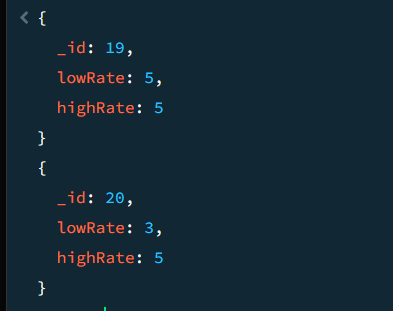 {
_id: 19,
lowRate: 5,
highRate: 5
}
{
_id: 20,
lowRate: 3,
highRate: 5
}